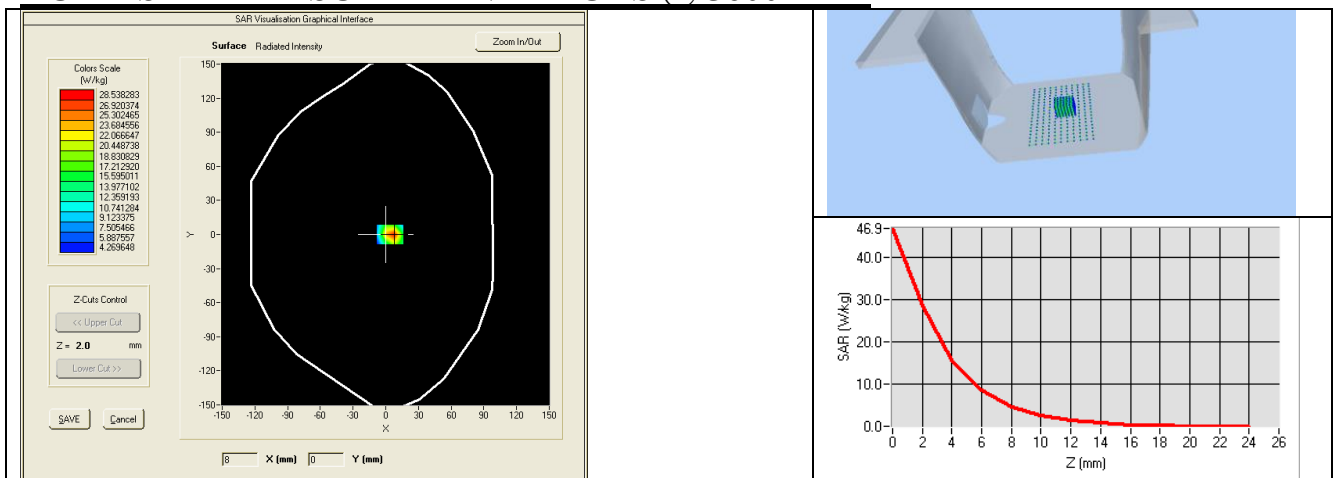 SAR Visualisation Graphical Interface
Surface Radiated Intensity
Zoom In/Out
Colors Scale
(W/kg)
28.538283
26.920374
25.302465
23.684556
22.066647
20.448738
18.830829
17.212920
15.595011
13.977102
12.359193
10.741284
9.123375
7.505466
5.887557
4.269648
Z-Cuts Control
<< Upper Cut
Z = 2.0 mm
Lower Cut >>
SAVE Cancel
150-
120-
90-
60-
30-
Y 0-
-30-
-60-
-90-
-120-
-150-
-150 -120 -90 -60 -30 0 30 60 90 120 150
X
8 X (mm) 0 Y (mm)
46.9-
40.0-
30.0-
20.0-
10.0-
0.0-
SAR (W/kg)
0 2 4 6 8 10 12 14 16 18 20 22 24 26
Z (mm)